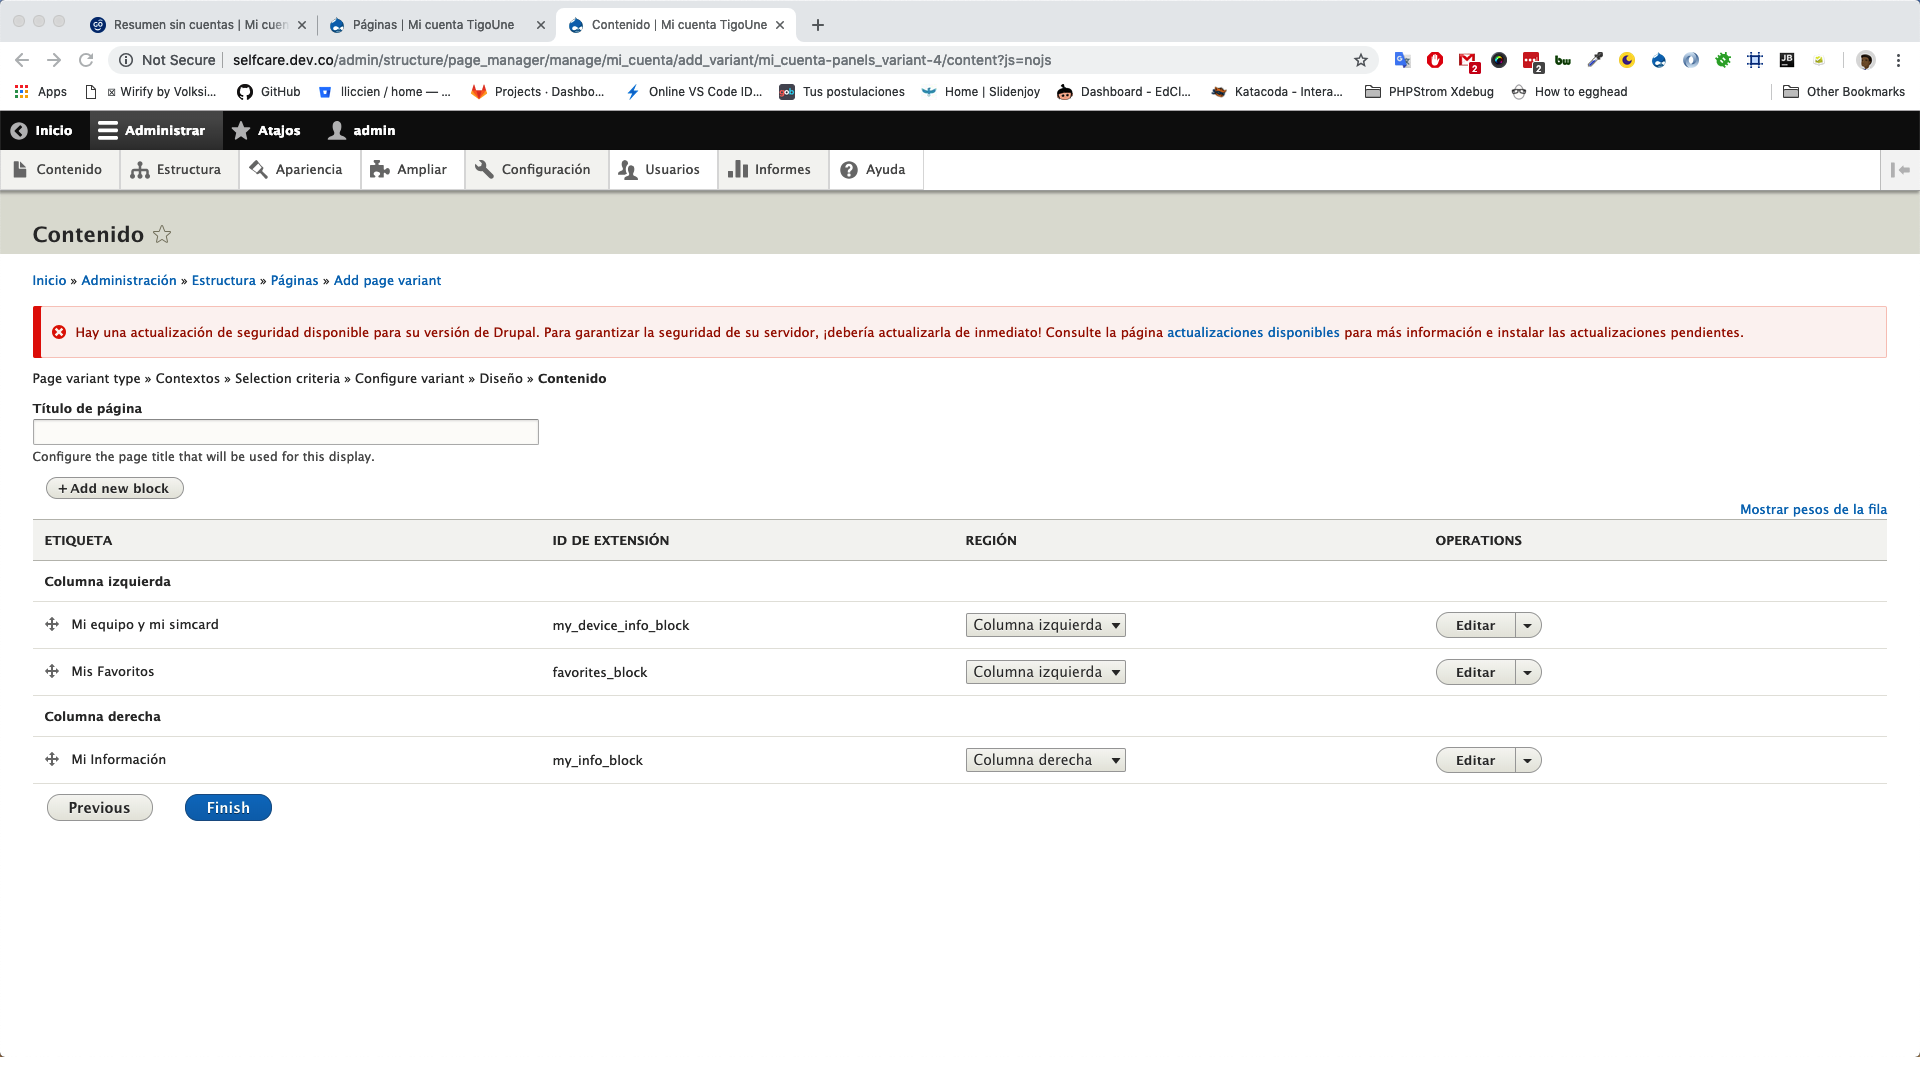 Resumen sin cuentas | Mi cuen
Páginas | Mi cuenta TigoUne
Contenido | Mi cuenta TigoUne
Not Secure
selfcare.dev.co/admin/structure/page_manager/manage/mi_cuenta/add_variant/mi_cuenta-panels_variant-4/content?js=nojs
2
2
bw
JB
Apps
Wirify by Volksi...
GitHub
lliccien / home — ...
Projects · Dashbo...
Online VS Code ID...
Tus postulaciones
Home | Slidenjoy
Dashboard - EdCl...
Katacoda - Intera...
PHPStrom Xdebug
How to egghead
Other Bookmarks
Inicio
Administrar
Atajos
admin
Contenido
Estructura
Apariencia
Ampliar
Configuración
Usuarios
Informes
Ayuda
Contenido
Inicio » Administración » Estructura » Páginas » Add page variant
Hay una actualización de seguridad disponible para su versión de Drupal. Para garantizar la seguridad de su servidor, ¡debería actualizarla de inmediato! Consulte la página actualizaciones disponibles para más información e instalar las actualizaciones pendientes.
Page variant type » Contextos » Selection criteria » Configure variant » Diseño » Contenido
Título de página
Configure the page title that will be used for this display.
+ Add new block
Mostrar pesos de la fila
ETIQUETA
ID DE EXTENSIÓN
REGIÓN
OPERATIONS
Columna izquierda
Mi equipo y mi simcard
my_device_info_block
Columna izquierda
Editar
Mis Favoritos
favorites_block
Columna izquierda
Editar
Columna derecha
Mi Información
my_info_block
Columna derecha
Editar
Previous
Finish